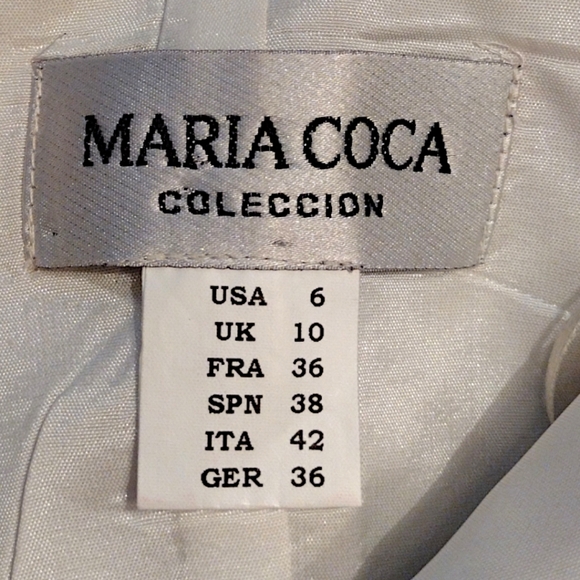 MARIA COCA
COLECCION
USA 6
UK 10
FRA 36
SPN 38
ITA 42
GER 36